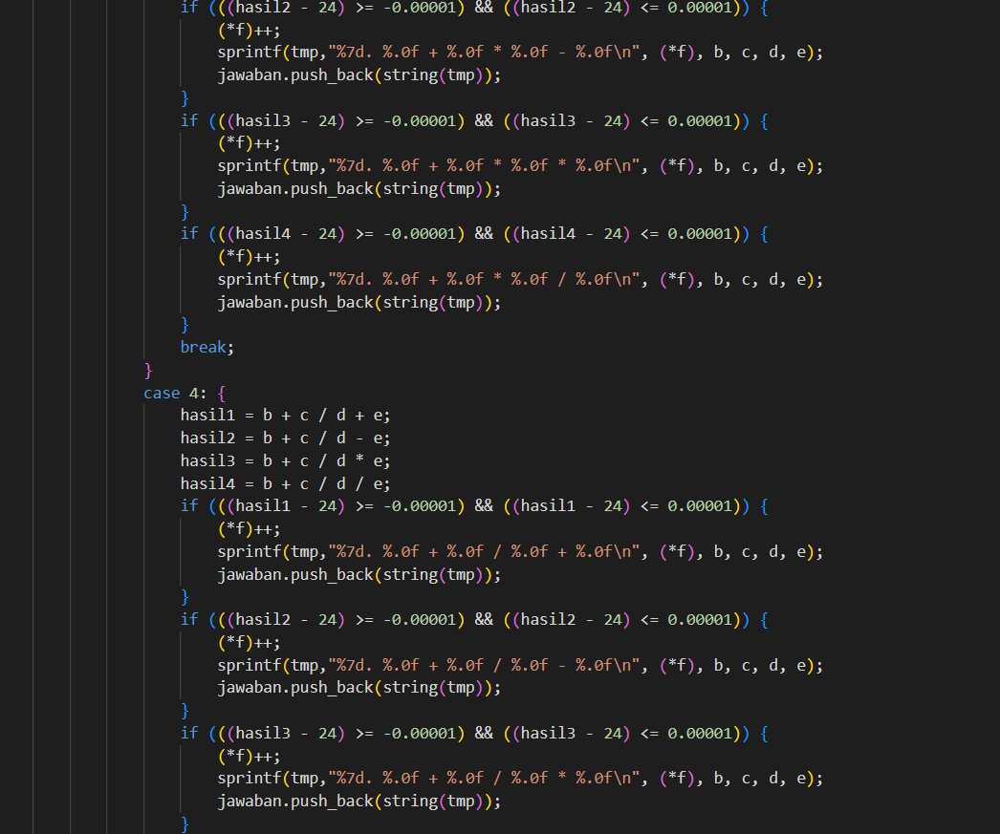 if (((hasil2 - 24) >= -0.00001) && ((hasil2 - 24) <= 0.00001)) {
(*f)++;
sprintf(tmp,"%7d. %.0f + %.0f * %.0f - %.0f\n", (*f), b, c, d, e);
jawaban.push_back(string(tmp));
}
if (((hasil3 - 24) >= -0.00001) && ((hasil3 - 24) <= 0.00001)) {
(*f)++;
sprintf(tmp,"%7d. %.0f + %.0f * %.0f * %.0f\n", (*f), b, c, d, e);
jawaban.push_back(string(tmp));
}
if (((hasil4 - 24) >= -0.00001) && ((hasil4 - 24) <= 0.00001)) {
(*f)++;
sprintf(tmp,"%7d. %.0f + %.0f * %.0f / %.0f\n", (*f), b, c, d, e);
jawaban.push_back(string(tmp));
}
break;
}
case 4: {
hasil1 = b + c / d + e;
hasil2 = b + c / d - e;
hasil3 = b + c / d * e;
hasil4 = b + c / d / e;
if (((hasil1 - 24) >= -0.00001) && ((hasil1 - 24) <= 0.00001)) {
(*f)++;
sprintf(tmp,"%7d. %.0f + %.0f / %.0f + %.0f\n", (*f), b, c, d, e);
jawaban.push_back(string(tmp));
}
if (((hasil2 - 24) >= -0.00001) && ((hasil2 - 24) <= 0.00001)) {
(*f)++;
sprintf(tmp,"%7d. %.0f + %.0f / %.0f - %.0f\n", (*f), b, c, d, e);
jawaban.push_back(string(tmp));
}
if (((hasil3 - 24) >= -0.00001) && ((hasil3 - 24) <= 0.00001)) {
(*f)++;
sprintf(tmp,"%7d. %.0f + %.0f / %.0f * %.0f\n", (*f), b, c, d, e);
jawaban.push_back(string(tmp));
}